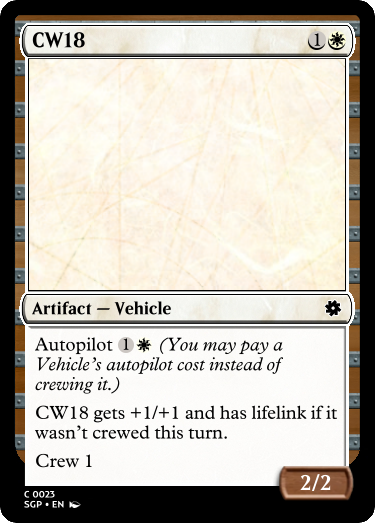 CW18 1
Artifact — Vehicle
Autopilot 1 (You may pay a
Vehicle's autopilot cost instead of
crewing it.)
CW18 gets +1/+1 and has lifelink if it
wasn't crewed this turn.
Crew 1
2/2
C 0023
SGP • EN